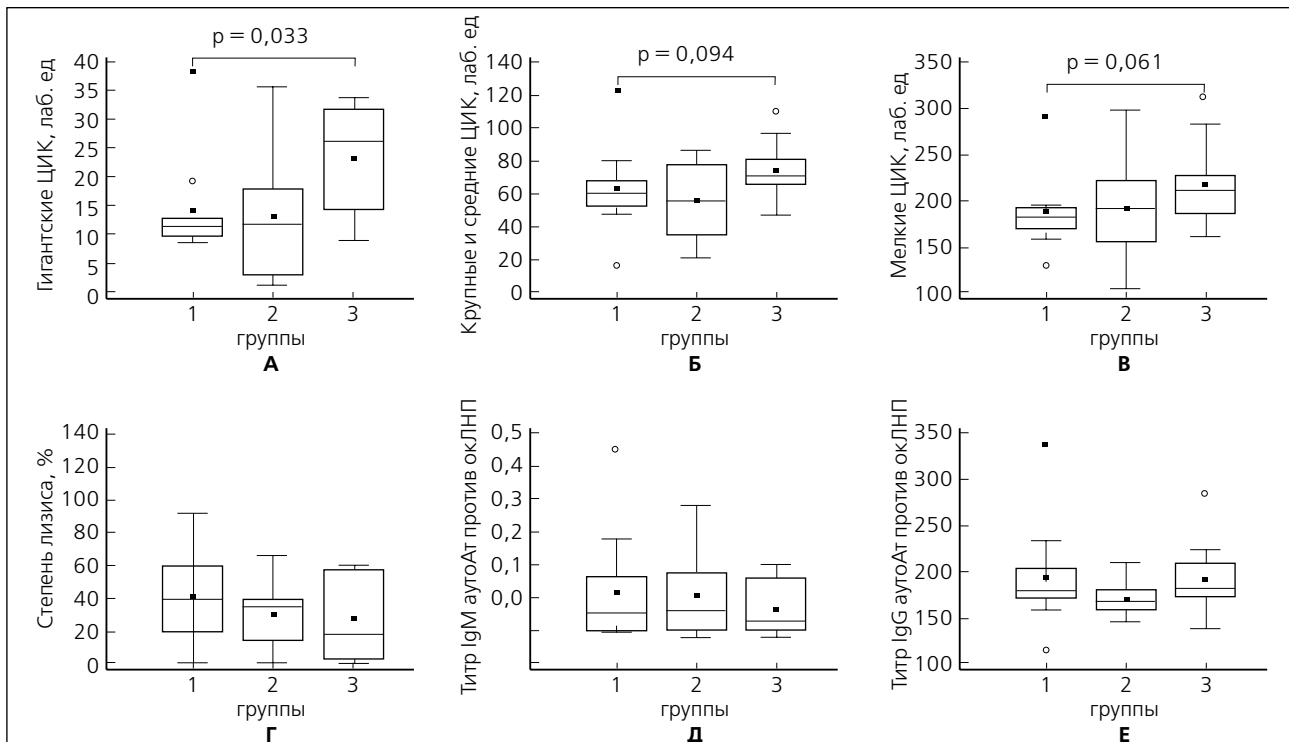 p = 0,033
Гигантские ЦИК, лаб. ед
40
35
30
25
20
15
10
5
0
1 2 3
группы
А
p = 0,094
Крупные и средние ЦИК, лаб. ед
140
120
100
80
60
40
20
0
1 2 3
группы
Б
p = 0,061
Мелкие ЦИК, лаб. ед
350
300
250
200
150
100
1 2 3
группы
В
Степень лизиса, %
140
120
100
80
60
40
20
0
1 2 3
группы
Г
Титр IgM аутоАт против окЛНП
0,5
0,4
0,3
0,2
0,1
0,0
1 2 3
группы
Д
Титр IgG аутоАт против окЛНП
350
300
250
200
150
100
1 2 3
группы
Е